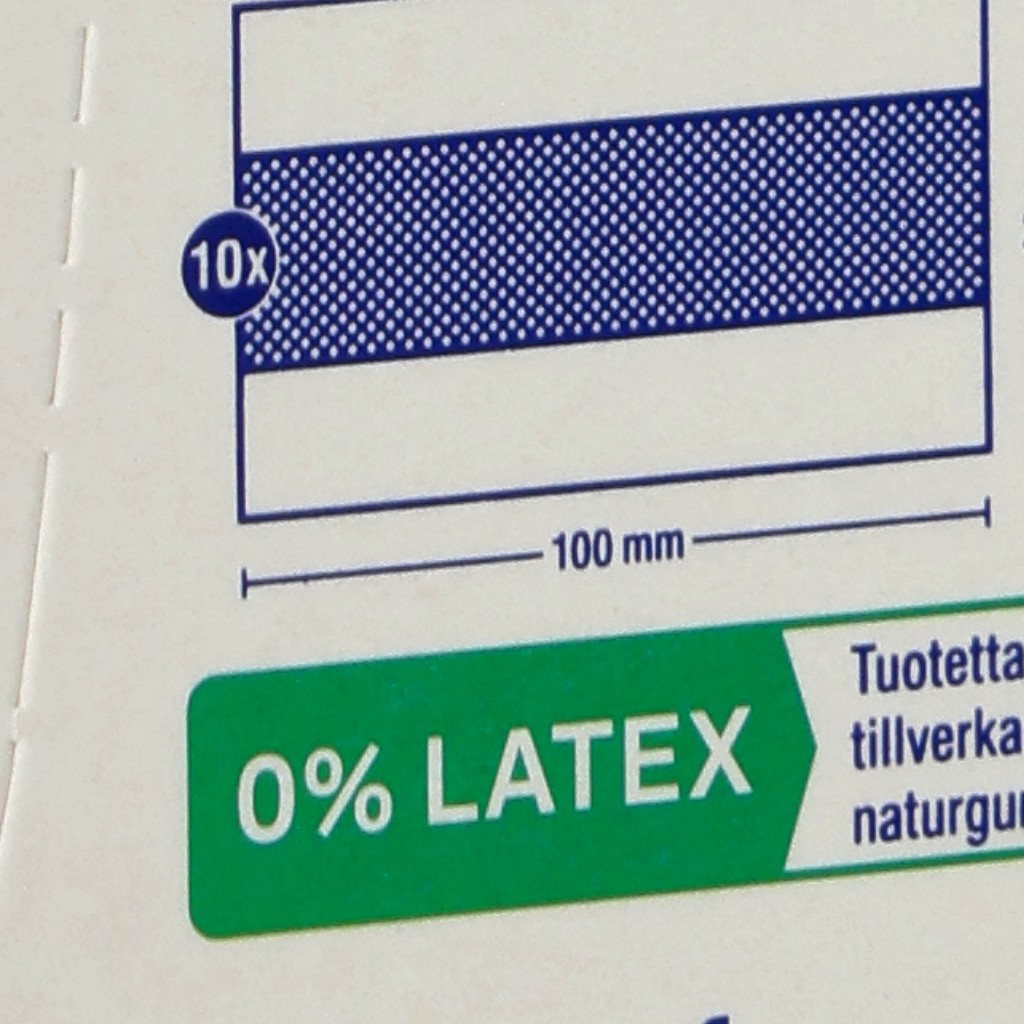 10x
100 mm
0% LATEX
Tuotetta
tillverka
naturgu